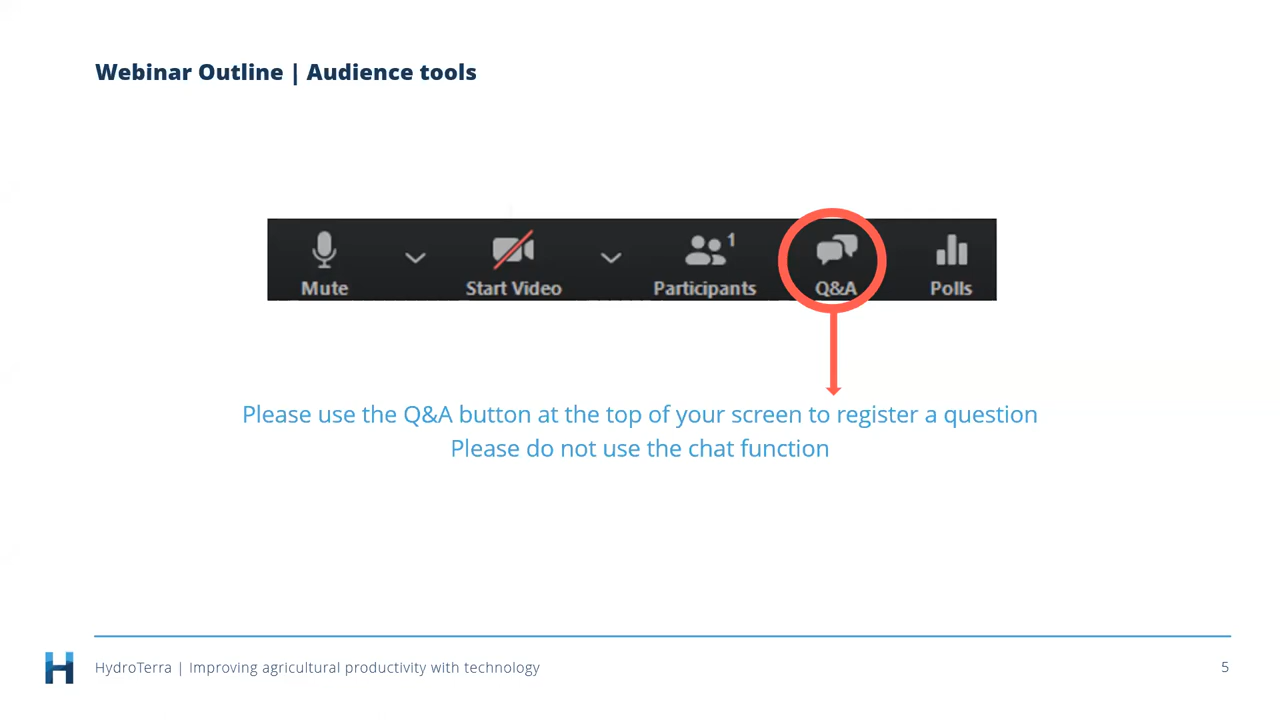 Webinar Outline | Audience tools
Mute
Start Video
Participants
1
Q&A
Polls
Please use the Q&A button at the top of your screen to register a question
Please do not use the chat function
HydroTerra | Improving agricultural productivity with technology
5